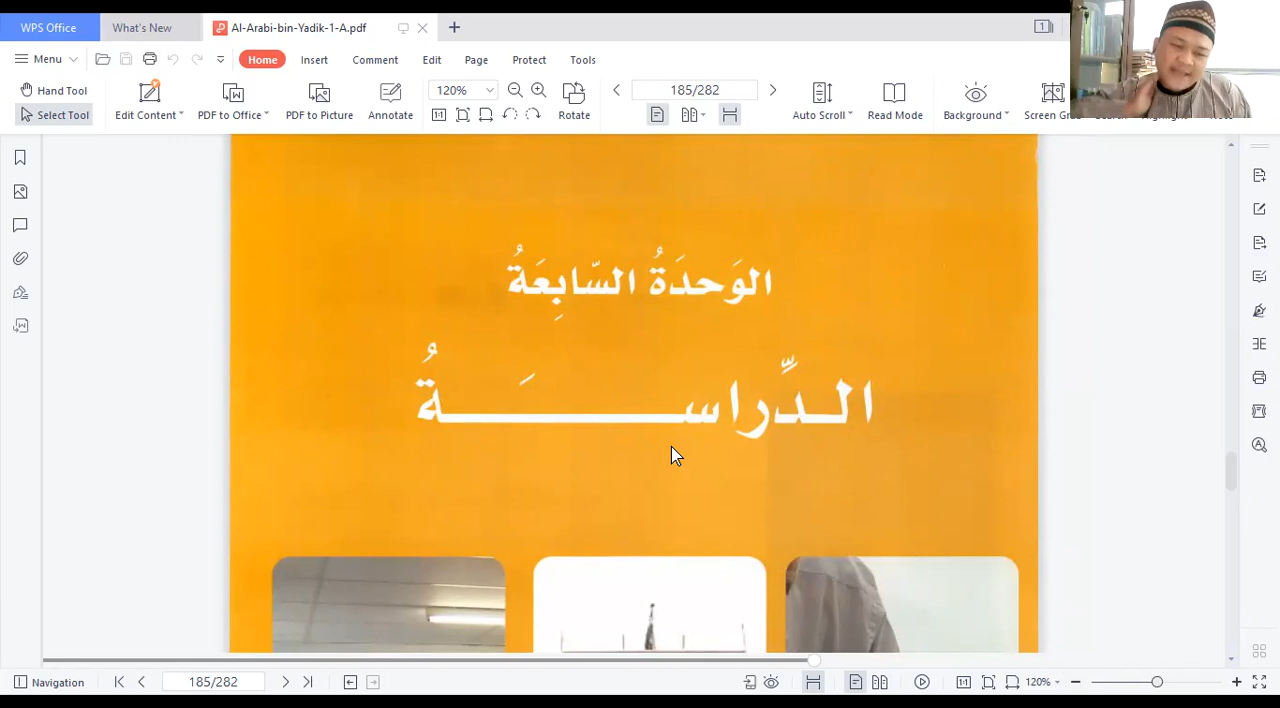 WPS Office What's New Al-Arabi-bin-Yadik-1-A.pdf 1
Menu Home Insert Comment Edit Page Protect Tools
Hand Tool
Select Tool Edit Content PDF to Office PDF to Picture Annotate 120% Rotate 185/282 Auto Scroll Read Mode Background
الوَحدَةُ السّابِعَةُ
الـدِّراسَـةُ
Navigation 185/282 120%